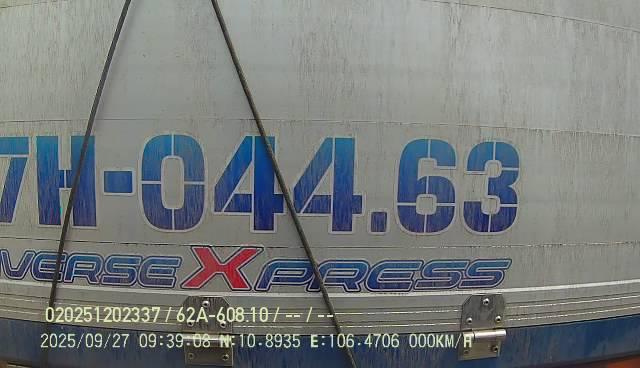 7H-044.63
VERSE XPRESS
020251202337 / 62A-608.10 / -- / --
2025/09/27 09:39:08 N:10.8935 E:106.4706 000KM/H